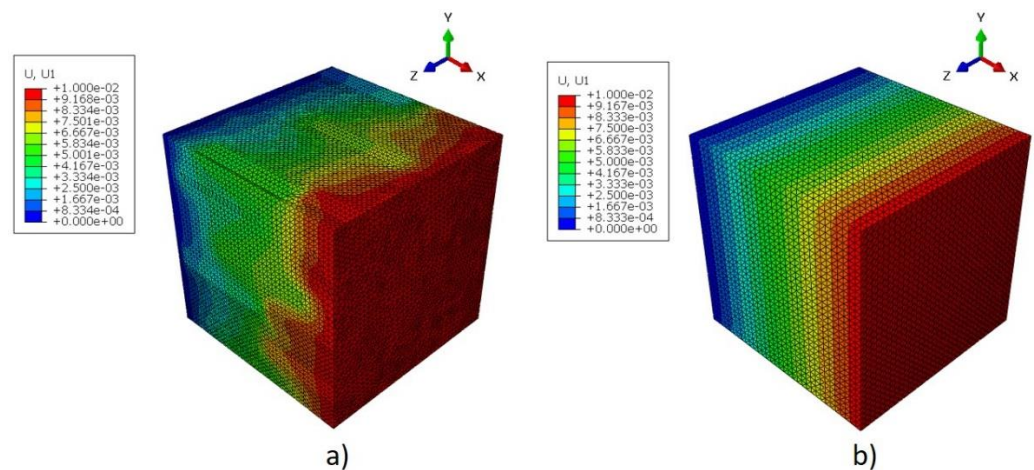 Y
Z
X
U, U1
+1.000e-02
+9.168e-03
+8.334e-03
+7.501e-03
+6.667e-03
+5.834e-03
+5.001e-03
+4.167e-03
+3.334e-03
+2.500e-03
+1.667e-03
+8.334e-04
+0.000e+00
a)
Y
Z
X
U, U1
+1.000e-02
+9.167e-03
+8.333e-03
+7.500e-03
+6.667e-03
+5.833e-03
+5.000e-03
+4.167e-03
+3.333e-03
+2.500e-03
+1.667e-03
+8.333e-04
+0.000e+00
b)